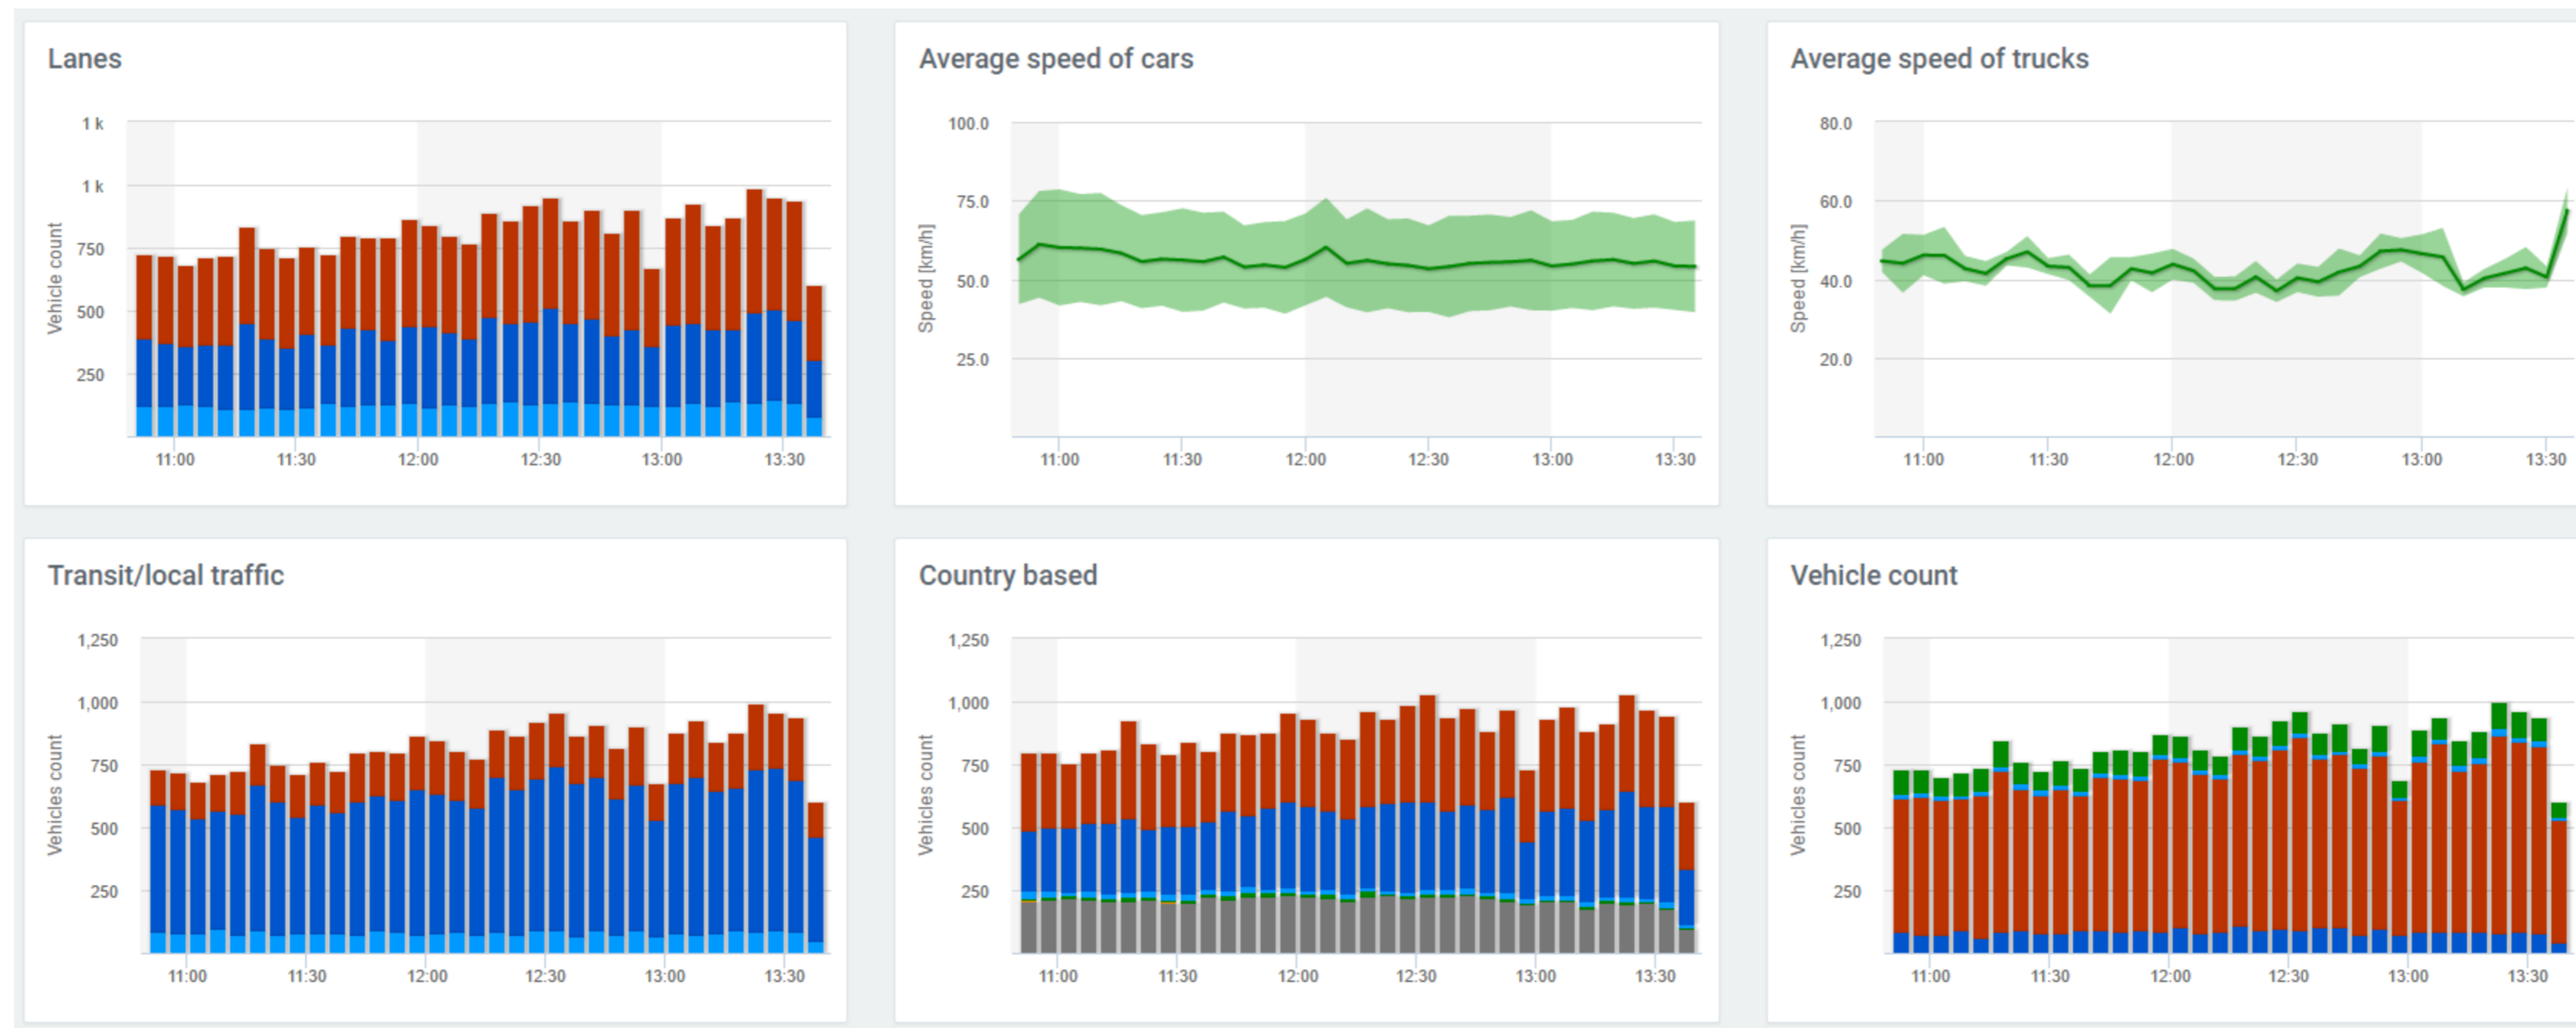 Lanes
1 k
1 k
750
500
250
Vehicle count
11:00 11:30 12:00 12:30 13:00 13:30
Average speed of cars
100.0
75.0
50.0
25.0
Speed [km/h]
11:00 11:30 12:00 12:30 13:00 13:30
Average speed of trucks
80.0
60.0
40.0
20.0
Speed [km/h]
11:00 11:30 12:00 12:30 13:00 13:30
Transit/local traffic
1,250
1,000
750
500
250
Vehicles count
11:00 11:30 12:00 12:30 13:00 13:30
Country based
1,250
1,000
750
500
250
Vehicles count
11:00 11:30 12:00 12:30 13:00 13:30
Vehicle count
1,250
1,000
750
500
250
Vehicles count
11:00 11:30 12:00 12:30 13:00 13:30